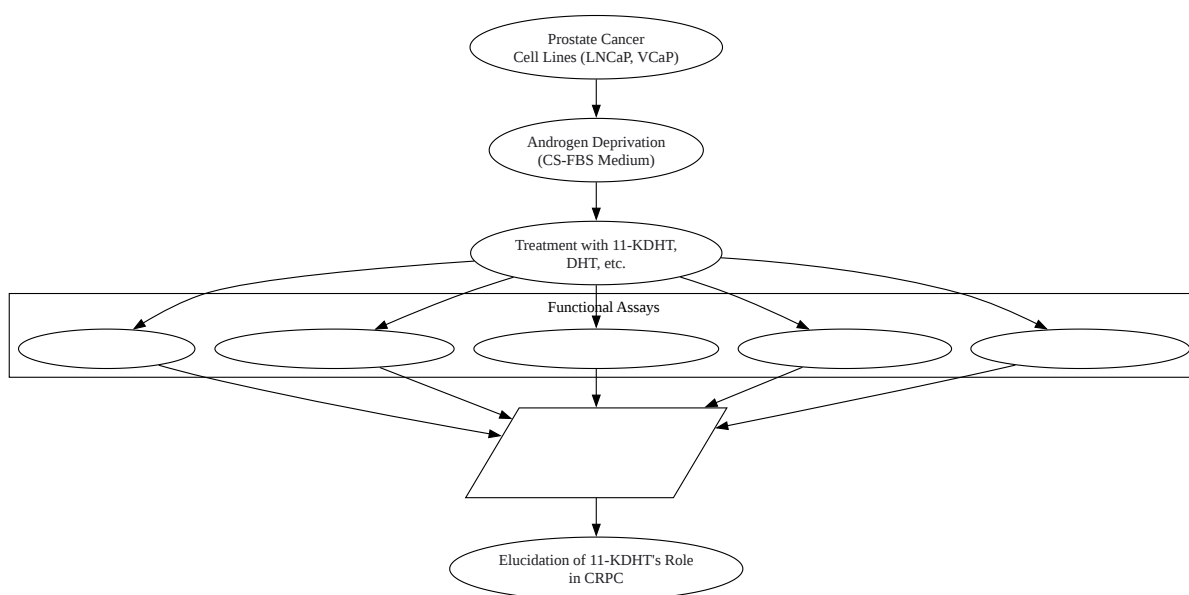 Prostate Cancer
Cell Lines (LNCaP, VCaP)
Androgen Deprivation
(CS-FBS Medium)
Treatment with 11-KDHT,
DHT, etc.
Functional Assays
Elucidation of 11-KDHT's Role
in CRPC